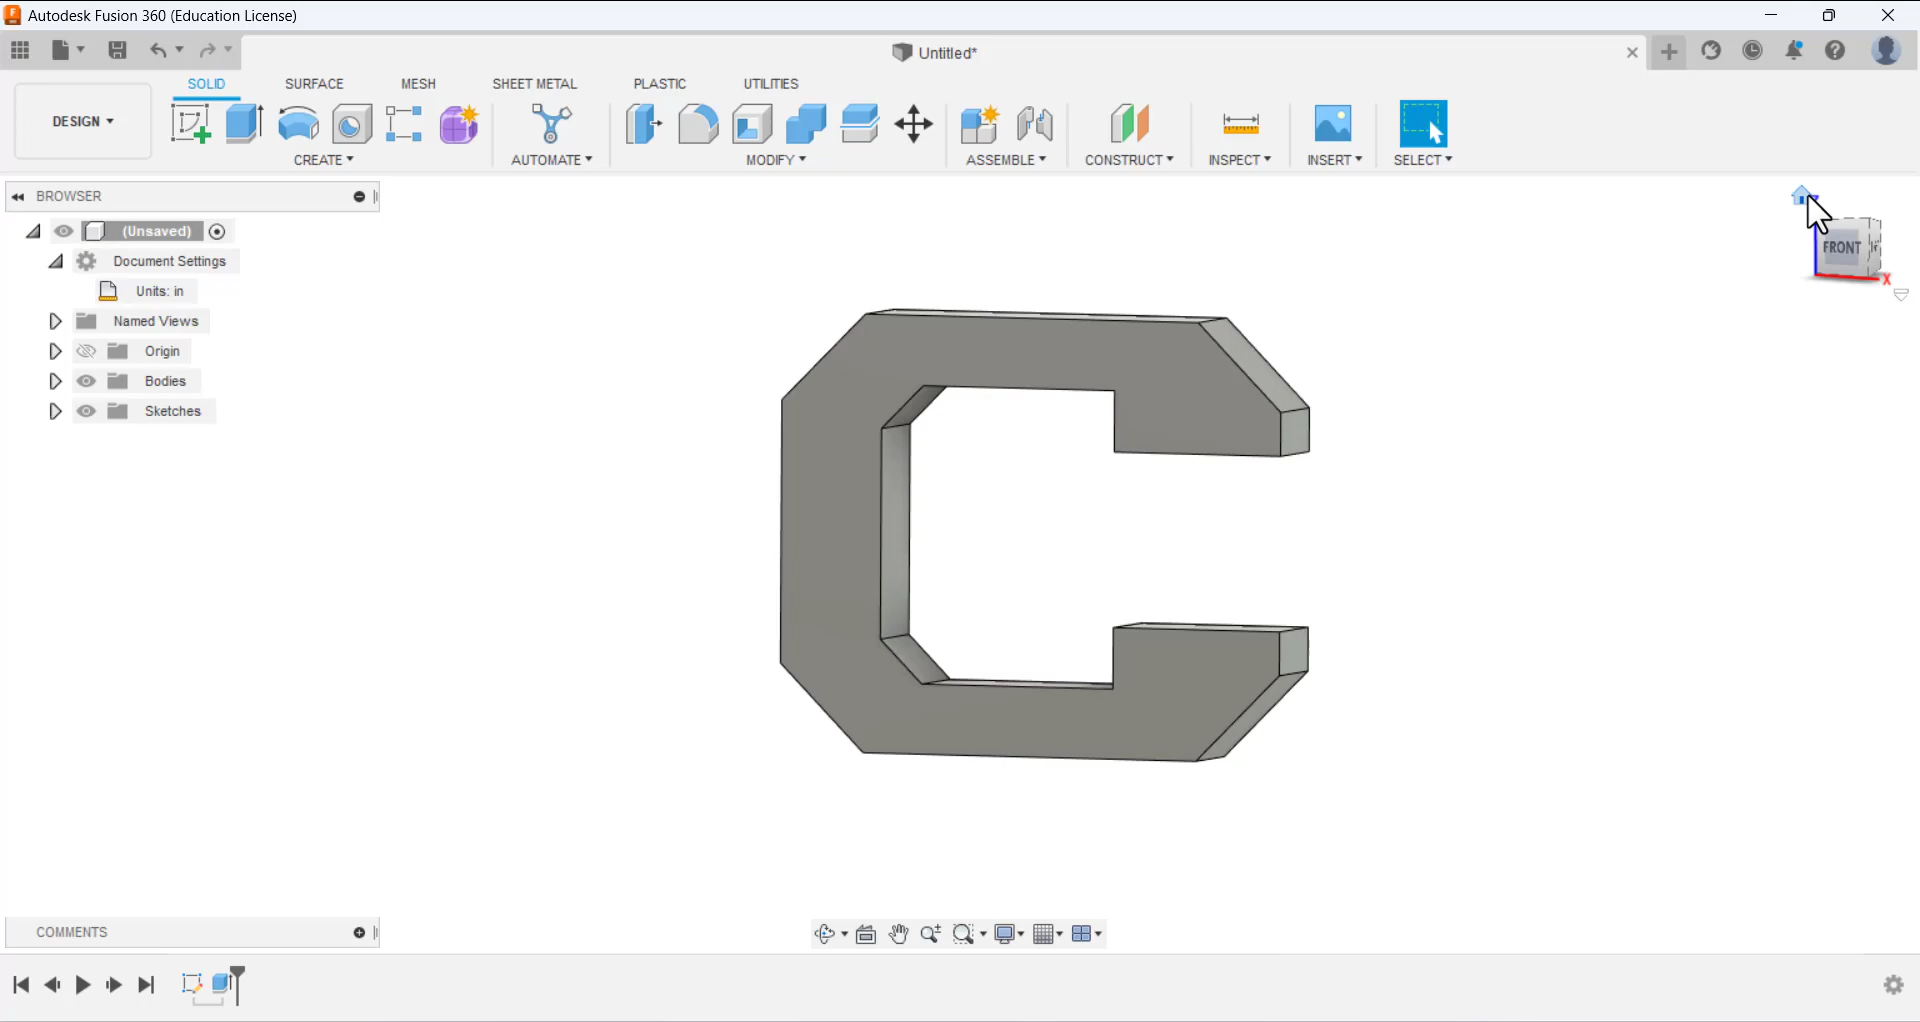 Autodesk Fusion 360 (Education License)
Untitled*
SOLID SURFACE MESH SHEET METAL PLASTIC UTILITIES
DESIGN
CREATE AUTOMATE MODIFY ASSEMBLE CONSTRUCT INSPECT INSERT SELECT
BROWSER
(Unsaved)
Document Settings
Units: in
Named Views
Origin
Bodies
Sketches
FRONT
X
COMMENTS